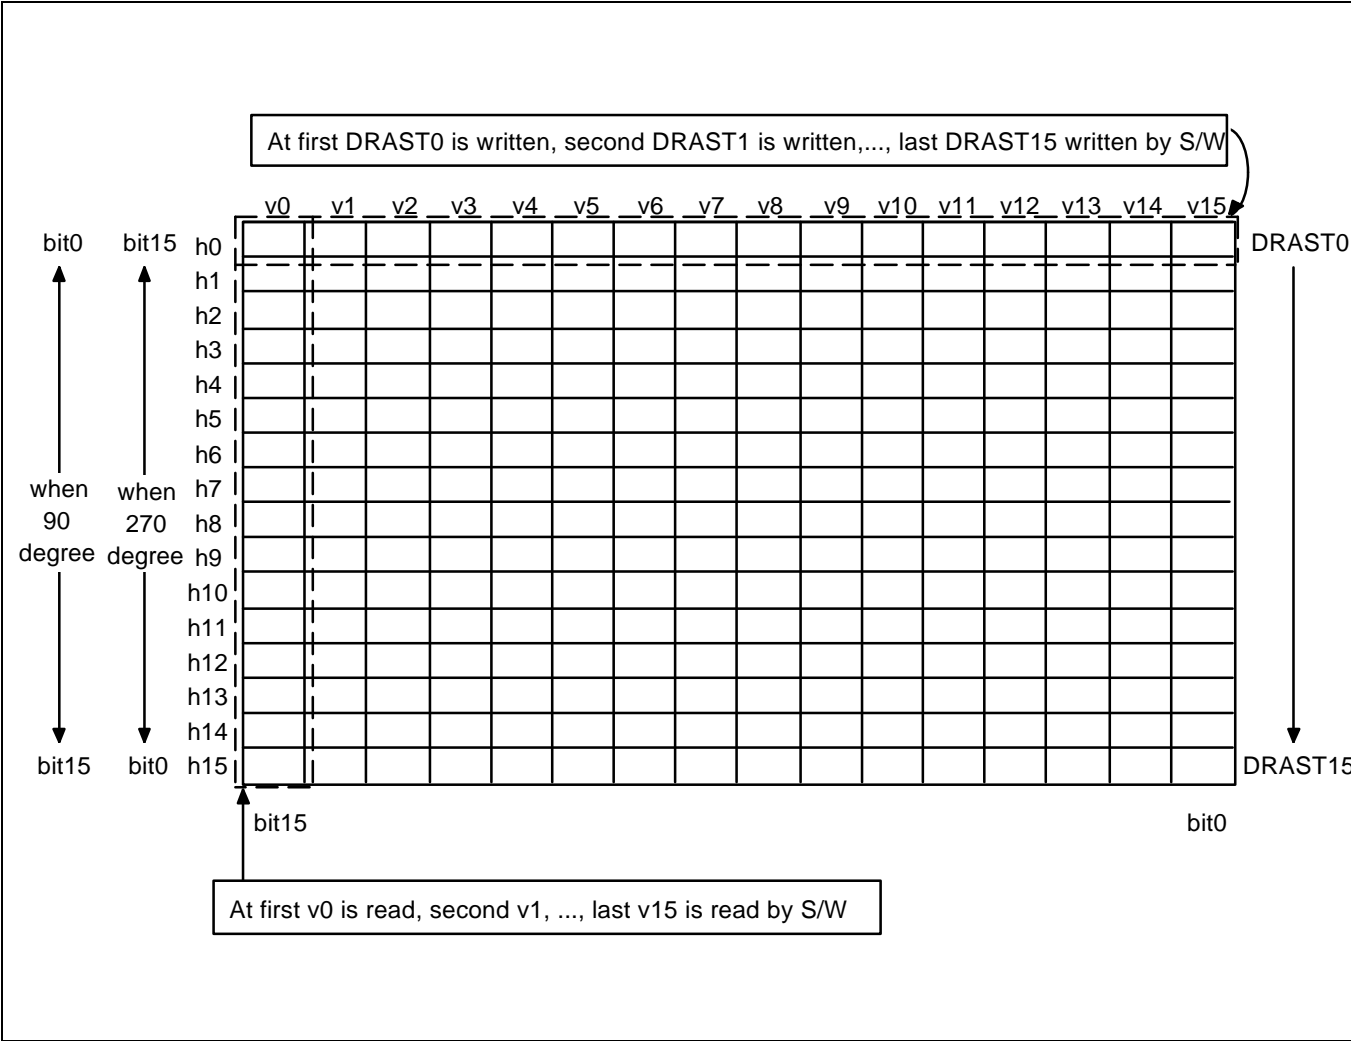 At first DRAST0 is written, second DRAST1 is written,..., last DRAST15 written by S/W
v0 v1 v2 v3 v4 v5 v6 v7 v8 v9 v10 v11 v12 v13 v14 v15
bit0 bit15 h0 DRAST0
h1
h2
h3
h4
h5
h6
h7
when when
90 270 h8
degree degree h9
h10
h11
h12
h13
h14
bit15 bit0 h15 DRAST15
bit15 bit0
At first v0 is read, second v1, ..., last v15 is read by S/W